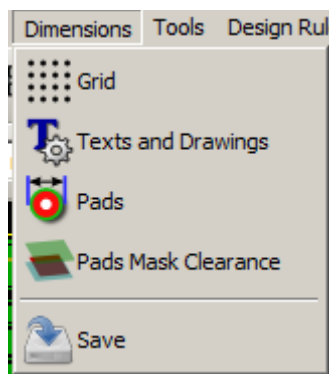 Dimensions Tools Design Rul
Grid
Texts and Drawings
Pads
Pads Mask Clearance
Save